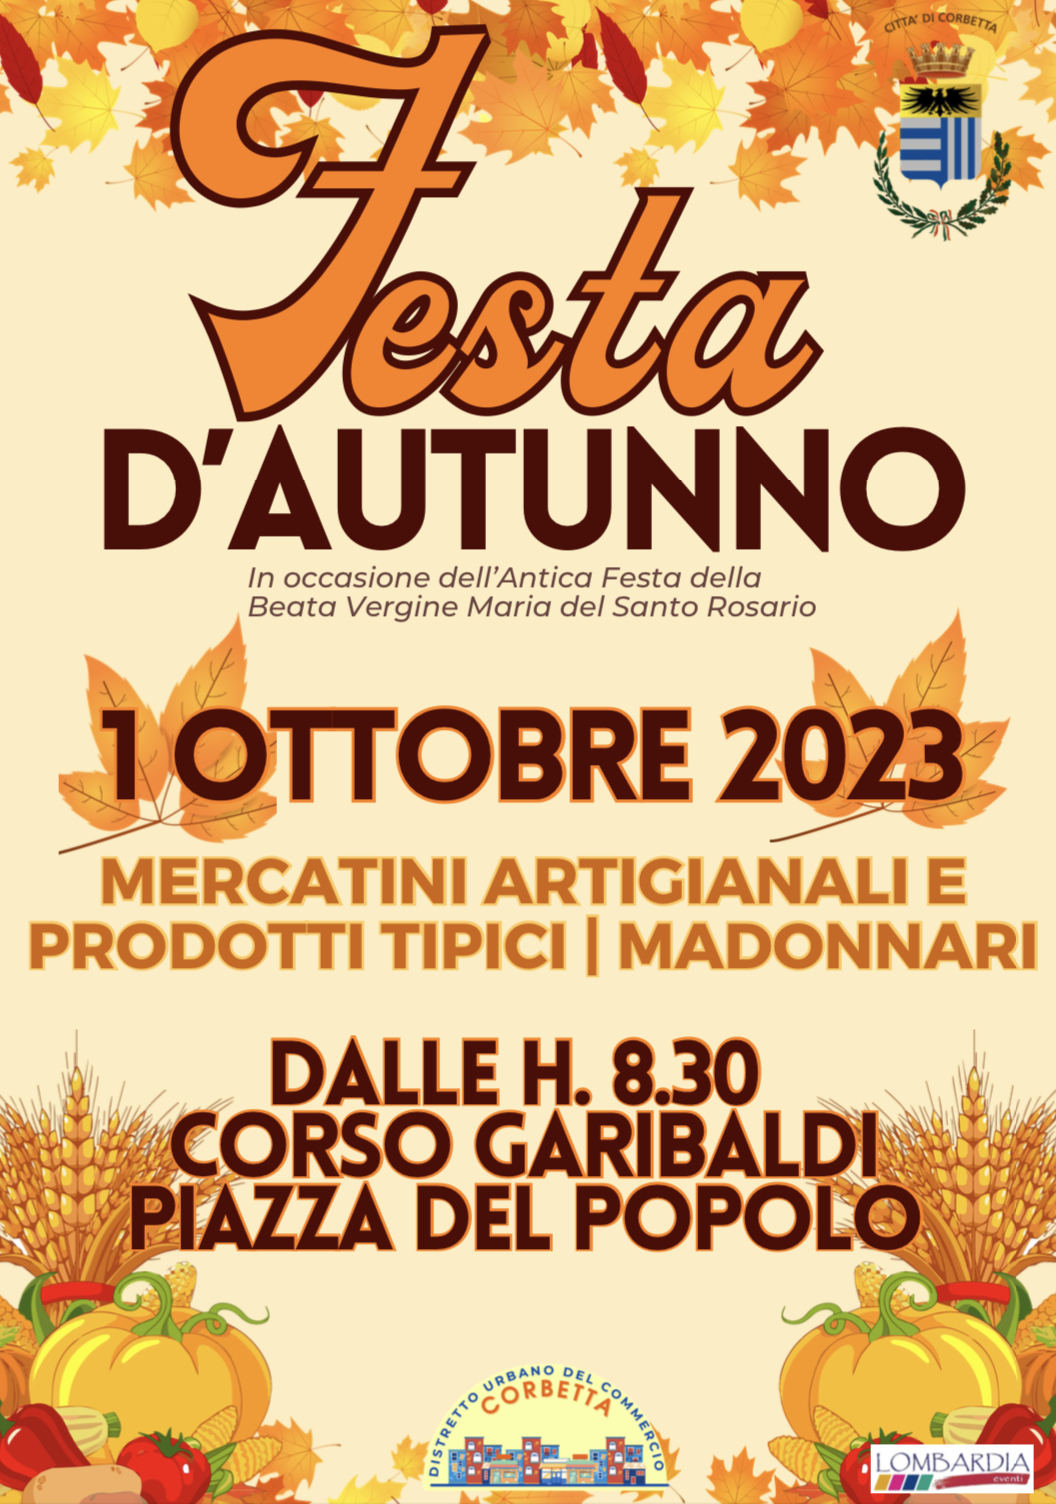 CITTA' DI CORBETTA
Festa
D'AUTUNNO
In occasione dell'Antica Festa della
Beata Vergine Maria del Santo Rosario
1 OTTOBRE 2023
MERCATINI ARTIGIANALI E
PRODOTTI TIPICI | MADONNARI
DALLE H. 8.30
CORSO GARIBALDI
PIAZZA DEL POPOLO
DISTRETTO URBANO DEL COMMERCIO
CORBETTA
LOMBARDIA
eventi